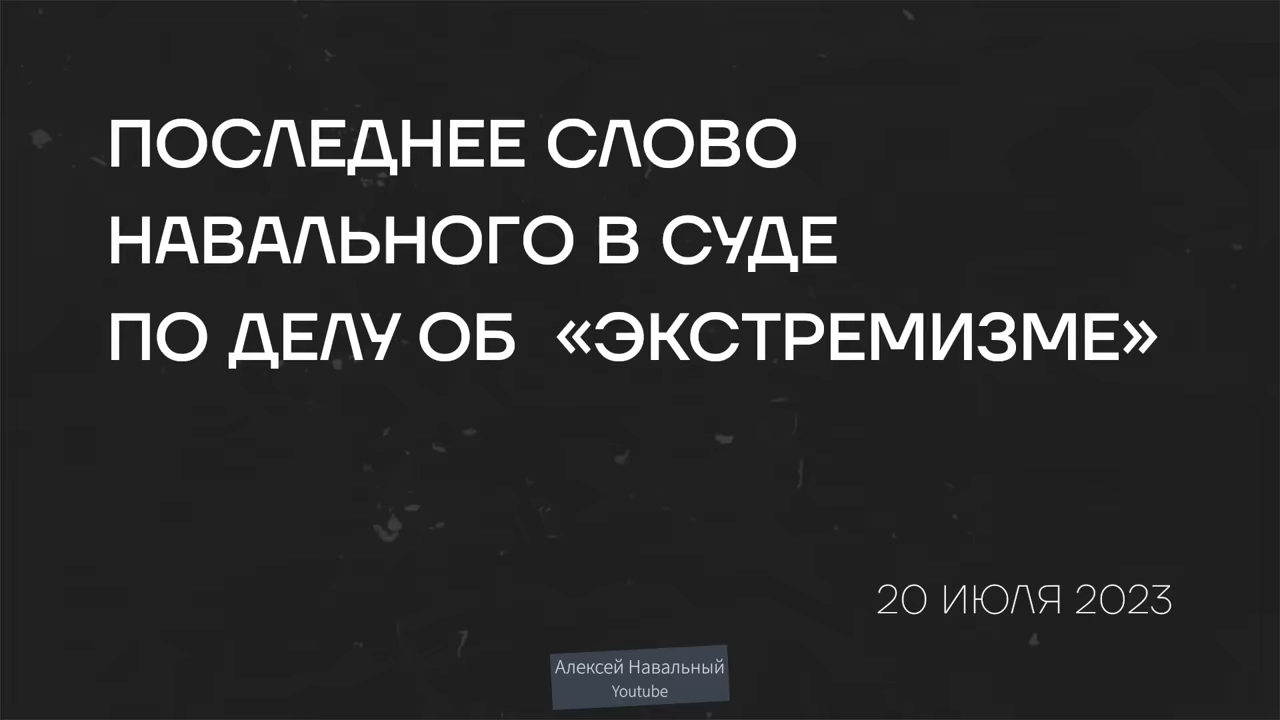 ПОСЛЕДНЕЕ СЛОВО
НАВАЛЬНОГО В СУДЕ
ПО ДЕЛУ ОБ «ЭКСТРЕМИЗМЕ»
20 ИЮЛЯ 2023
Алексей Навальный
Youtube